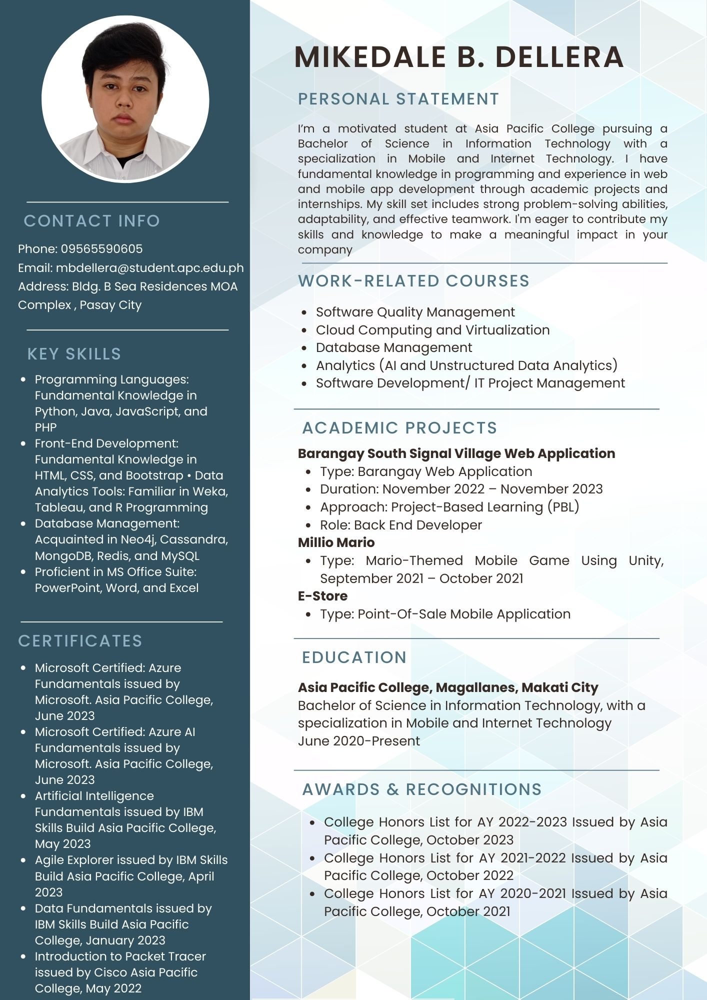 CONTACT INFO
Phone: 09565590605
Email: mbdellera@student.apc.edu.ph
Address: Bldg. B Sea Residences MOA
Complex , Pasay City
KEY SKILLS
• Programming Languages:
Fundamental Knowledge in
Python, Java, JavaScript, and
PHP
• Front-End Development:
Fundamental Knowledge in
HTML, CSS, and Bootstrap • Data
Analytics Tools: Familiar in Weka,
Tableau, and R Programming
• Database Management:
Acquainted in Neo4j, Cassandra,
MongoDB, Redis, and MySQL
• Proficient in MS Office Suite:
PowerPoint, Word, and Excel
CERTIFICATES
• Microsoft Certified: Azure
Fundamentals issued by
Microsoft. Asia Pacific College,
June 2023
• Microsoft Certified: Azure AI
Fundamentals issued by
Microsoft. Asia Pacific College,
June 2023
• Artificial Intelligence
Fundamentals issued by IBM
Skills Build Asia Pacific College,
May 2023
• Agile Explorer issued by IBM Skills
Build Asia Pacific College, April
2023
• Data Fundamentals issued by
IBM Skills Build Asia Pacific
College, January 2023
• Introduction to Packet Tracer
issued by Cisco Asia Pacific
College, May 2022
MIKEDALE B. DELLERA
PERSONAL STATEMENT
I’m a motivated student at Asia Pacific College pursuing a
Bachelor of Science in Information Technology with a
specialization in Mobile and Internet Technology. I have
fundamental knowledge in programming and experience in web
and mobile app development through academic projects and
internships. My skill set includes strong problem-solving abilities,
adaptability, and effective teamwork. I'm eager to contribute my
skills and knowledge to make a meaningful impact in your
company
WORK-RELATED COURSES
• Software Quality Management
• Cloud Computing and Virtualization
• Database Management
• Analytics (AI and Unstructured Data Analytics)
• Software Development/ IT Project Management
ACADEMIC PROJECTS
Barangay South Signal Village Web Application
• Type: Barangay Web Application
• Duration: November 2022 – November 2023
• Approach: Project-Based Learning (PBL)
• Role: Back End Developer
Millio Mario
• Type: Mario-Themed Mobile Game Using Unity,
September 2021 – October 2021
E-Store
• Type: Point-Of-Sale Mobile Application
EDUCATION
Asia Pacific College, Magallanes, Makati City
Bachelor of Science in Information Technology, with a
specialization in Mobile and Internet Technology
June 2020-Present
AWARDS & RECOGNITIONS
• College Honors List for AY 2022-2023 Issued by Asia
Pacific College, October 2023
• College Honors List for AY 2021-2022 Issued by Asia
Pacific College, October 2022
• College Honors List for AY 2020-2021 Issued by Asia
Pacific College, October 2021